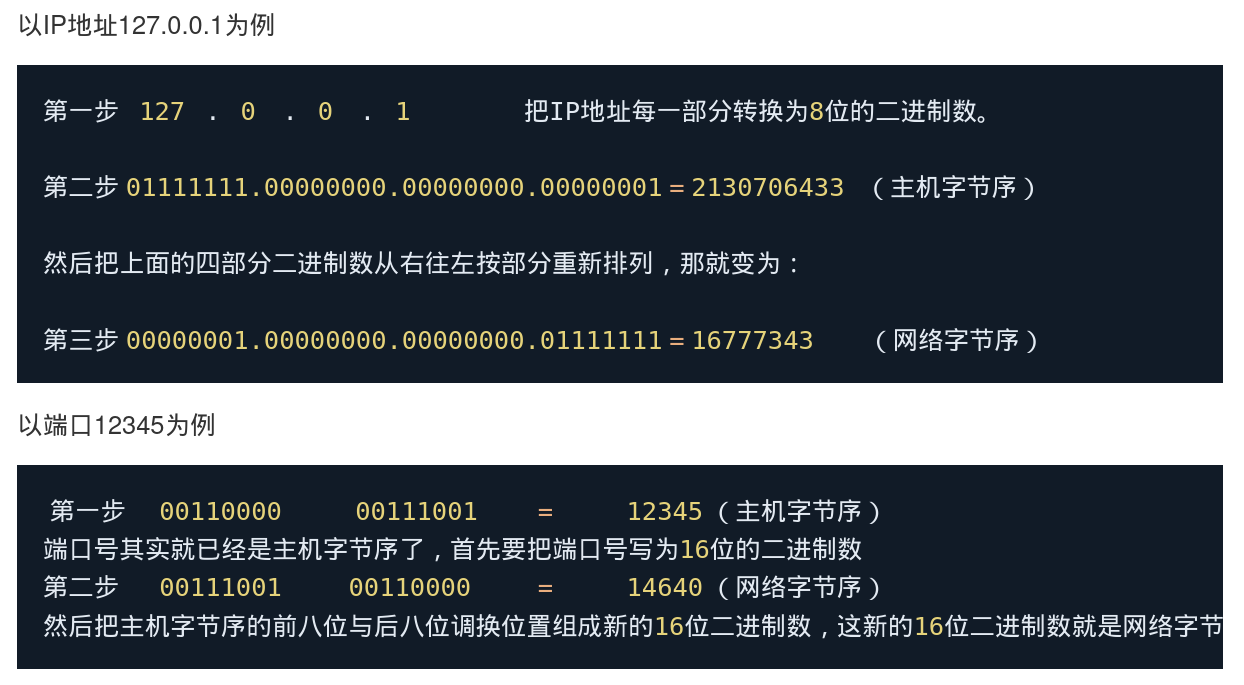 以IP地址127.0.0.1为例
第一步 127 . 0 . 0 . 1 把IP地址每一部分转换为8位的二进制数。
第二步 01111111.00000000.00000000.00000001 = 2130706433 （主机字节序）
然后把上面的四部分二进制数从右往左按部分重新排列，那就变为：
第三步 00000001.00000000.00000000.01111111 = 16777343 （网络字节序）
以端口12345为例
第一步 00110000 00111001 = 12345（主机字节序）
端口号其实就已经是主机字节序了，首先要把端口号写为16位的二进制数
第二步 00111001 00110000 = 14640（网络字节序）
然后把主机字节序的前八位与后八位调换位置组成新的16位二进制数，这新的16位二进制数就是网络字节